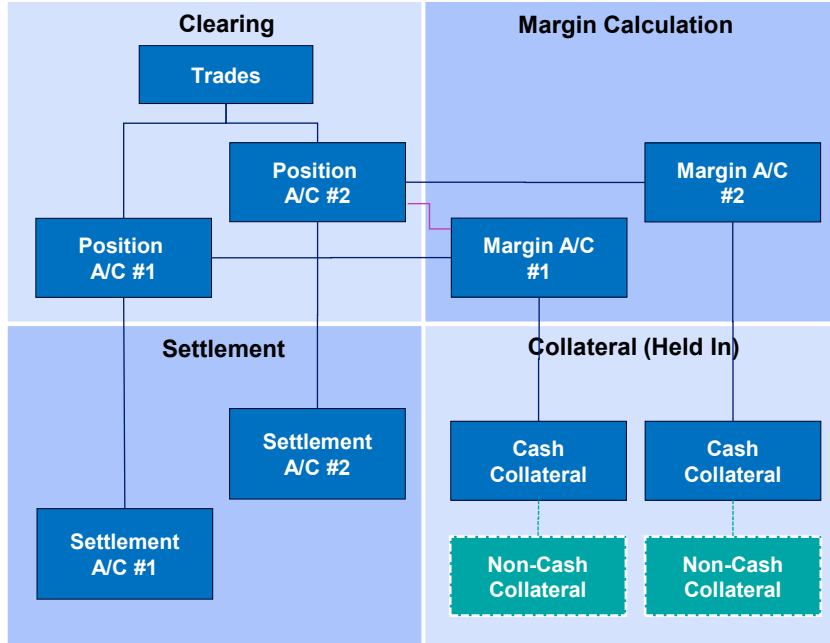 Clearing
Margin Calculation
Trades
Position
A/C #2
Margin A/C
#2
Position
A/C #1
Margin A/C
#1
Settlement
Collateral (Held In)
Settlement
A/C #2
Cash
Collateral
Cash
Collateral
Settlement
A/C #1
Non-Cash
Collateral
Non-Cash
Collateral